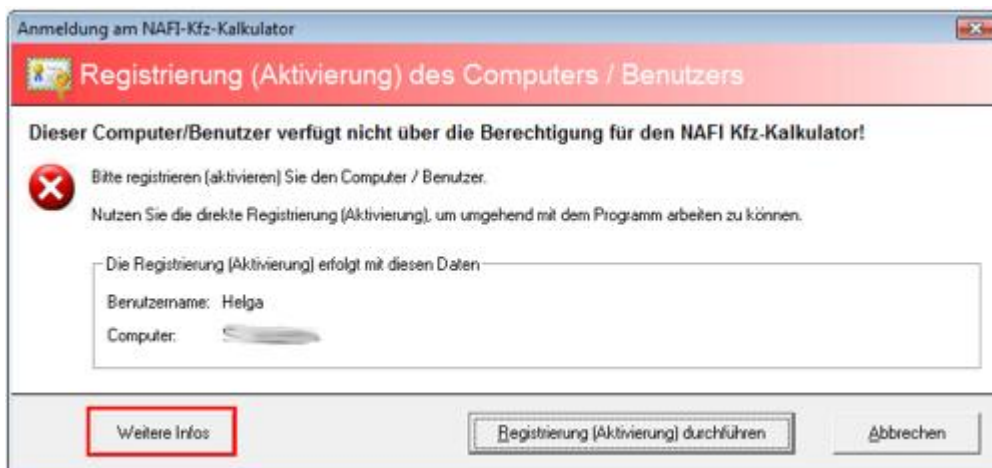 Anmeldung am NAFI-Kfz-Kalkulator
Registrierung (Aktivierung) des Computers / Benutzers
Dieser Computer/Benutzer verfügt nicht über die Berechtigung für den NAFI Kfz-Kalkulator!
Bitte registrieren (aktivieren) Sie den Computer / Benutzer.
Nutzen Sie die direkte Registrierung (Aktivierung), um umgehend mit dem Programm arbeiten zu können.
Die Registrierung (Aktivierung) erfolgt mit diesen Daten
Benutzername: Helga
Computer:
Weitere Infos Registrierung (Aktivierung) durchführen Abbrechen